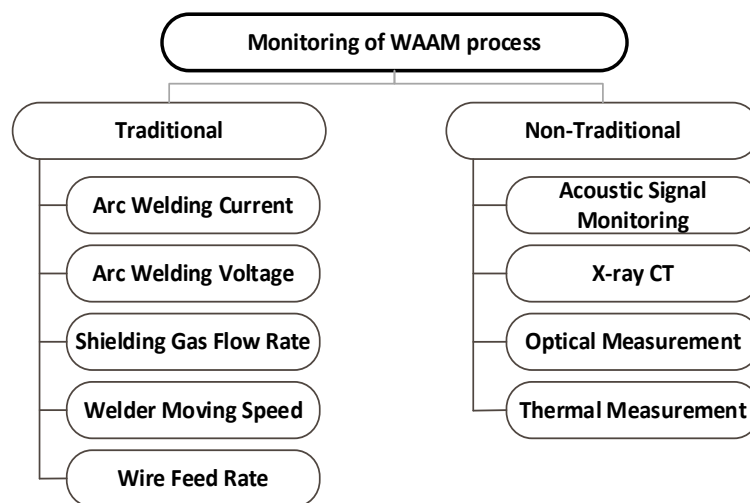 Monitoring of WAAM process
Traditional
Arc Welding Current
Arc Welding Voltage
Shielding Gas Flow Rate
Welder Moving Speed
Wire Feed Rate
Non-Traditional
Acoustic Signal
Monitoring
X-ray CT
Optical Measurement
Thermal Measurement